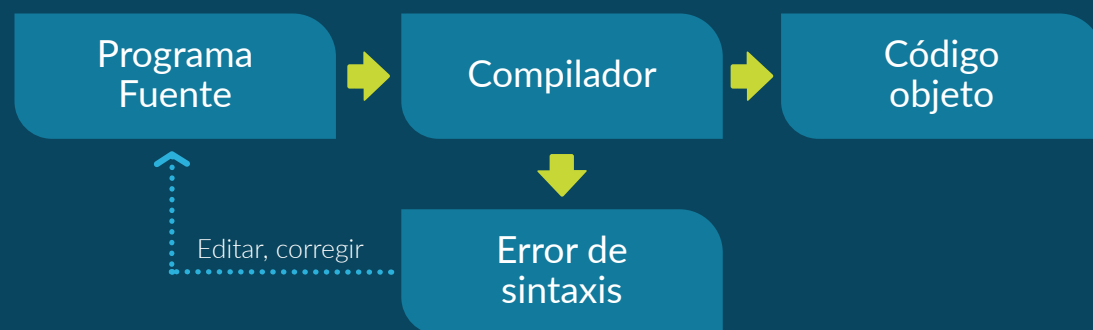 Programa
Fuente
Compilador
Código
objeto
Editar, corregir
Error de
sintaxis